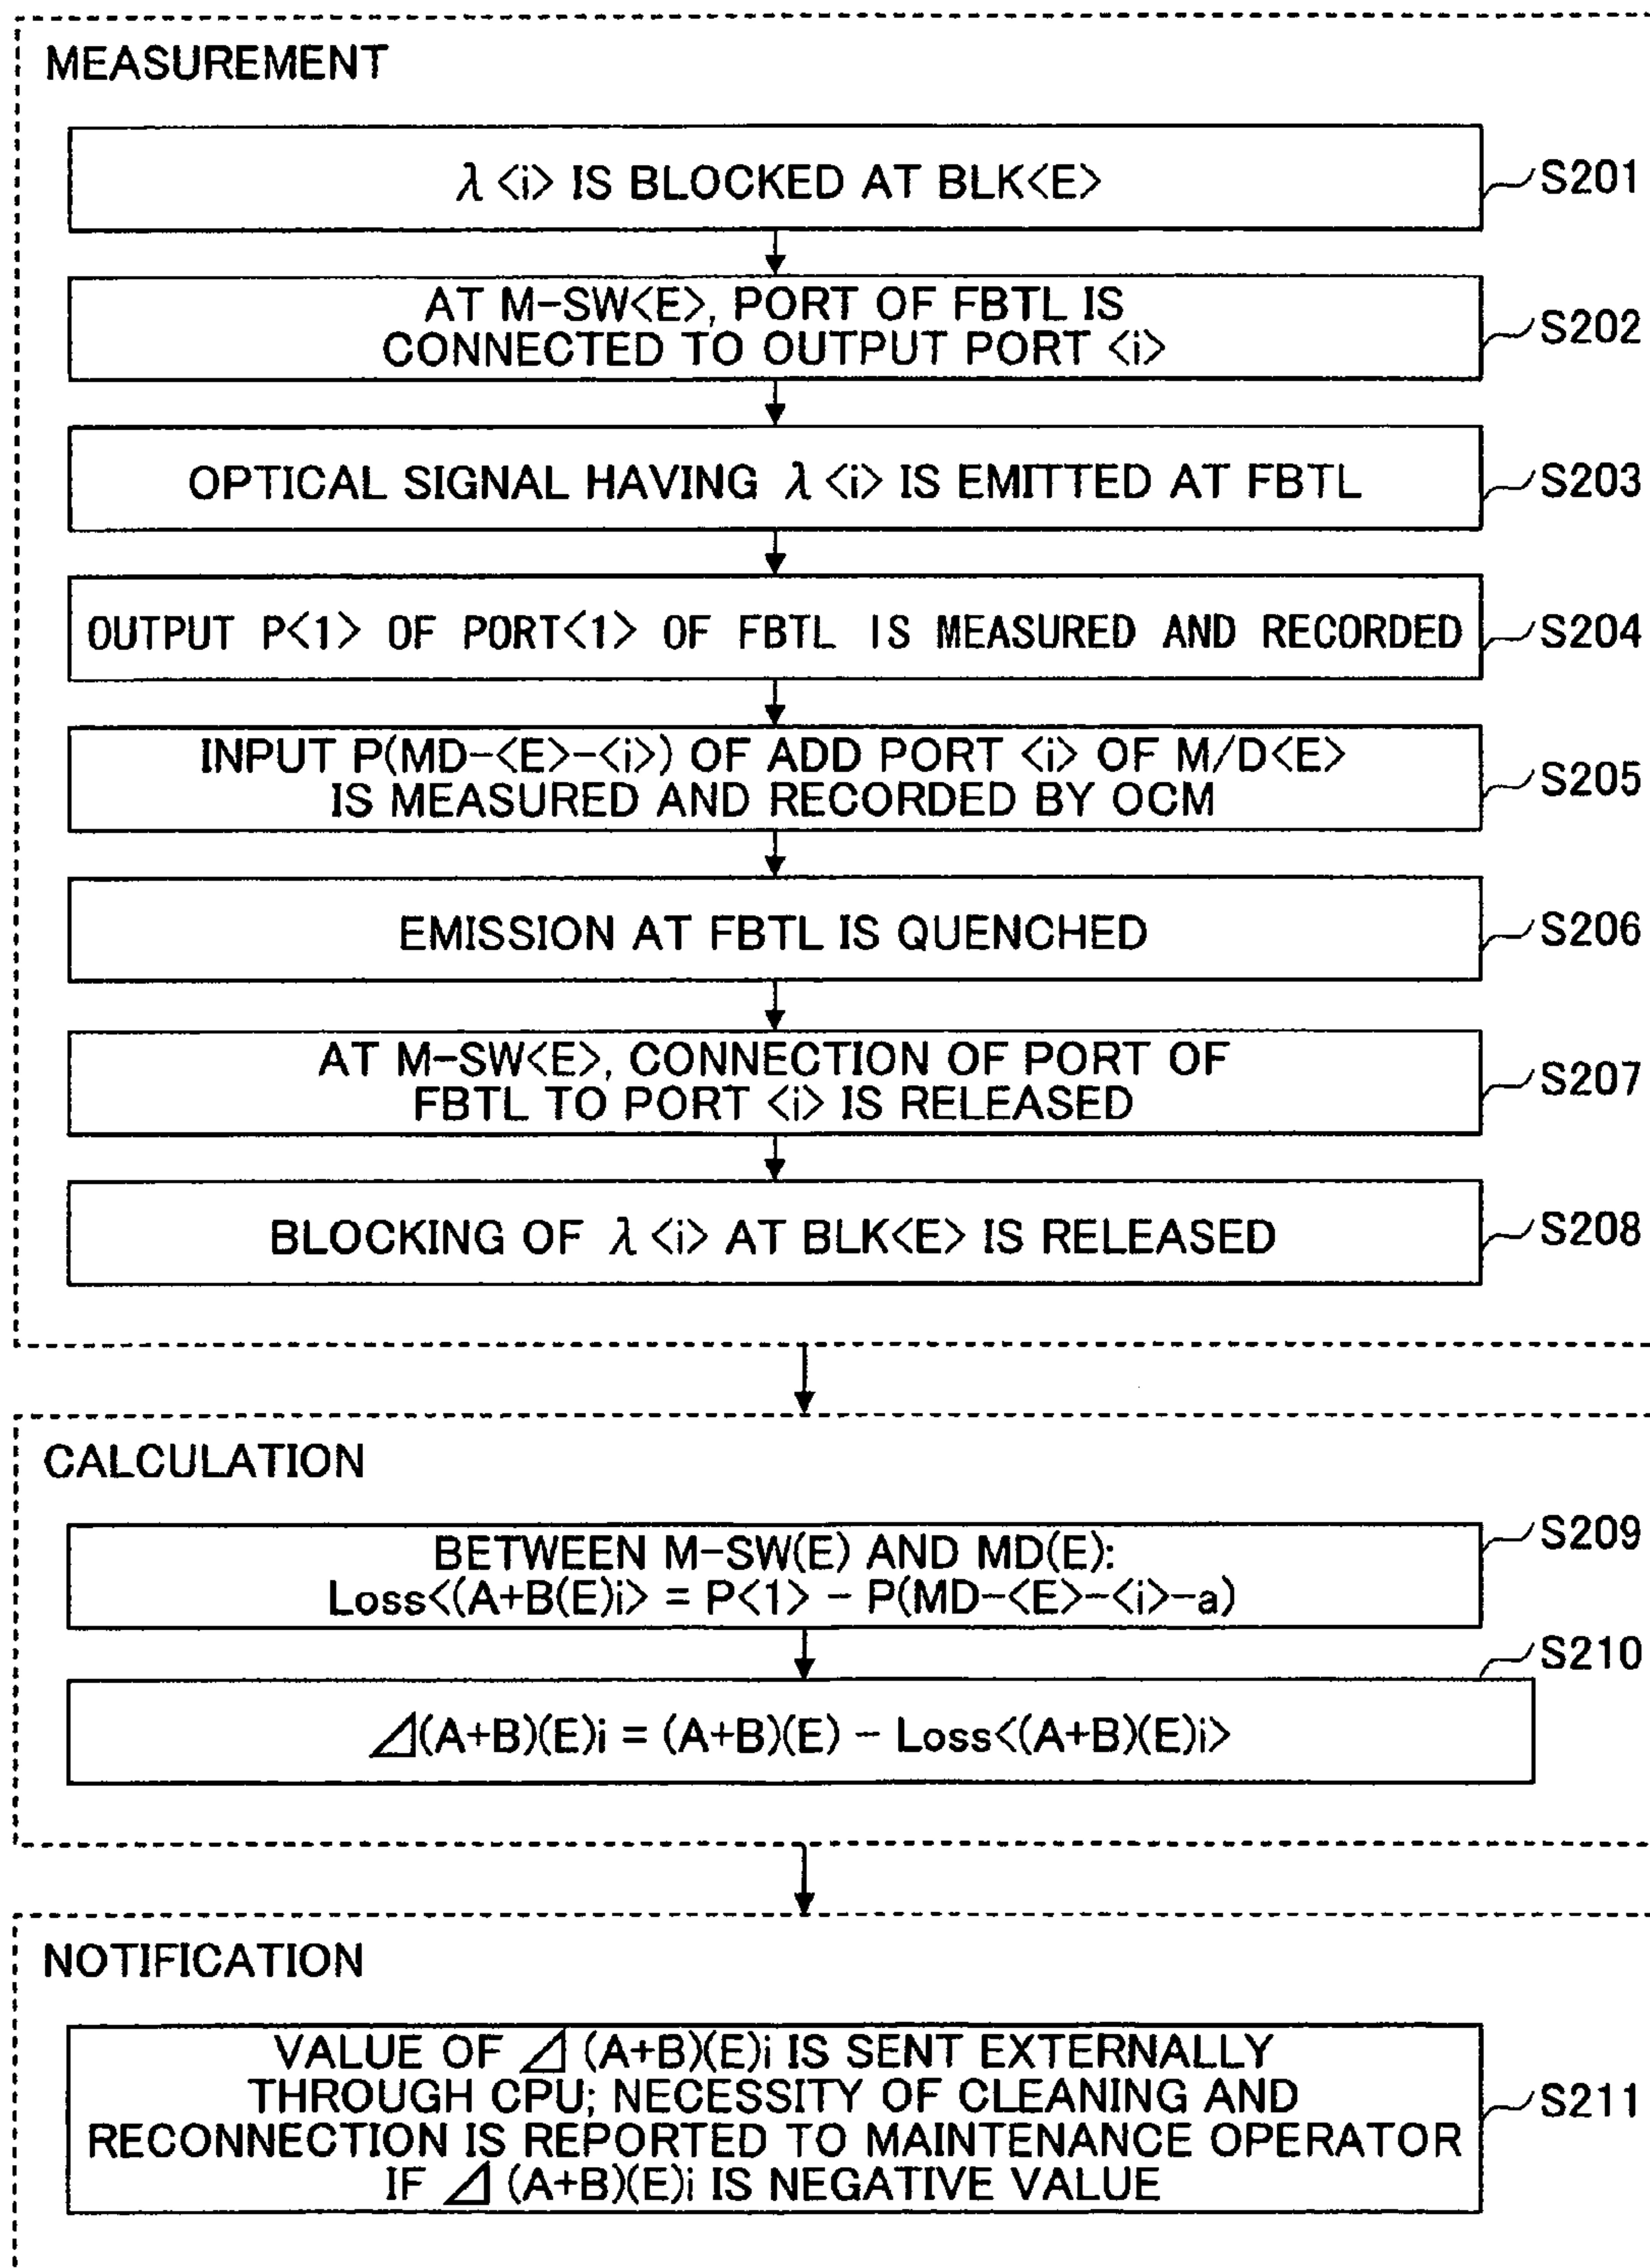 MEASUREMENT
λ<i> IS BLOCKED AT BLK<E>
S201
AT M-SW<E>, PORT OF FBTL IS
CONNECTED TO OUTPUT PORT <i>
S202
OPTICAL SIGNAL HAVING λ<i> IS EMITTED AT FBTL
S203
OUTPUT P<1> OF PORT<1> OF FBTL IS MEASURED AND RECORDED
S204
INPUT P(MD-<E>-<i>) OF ADD PORT <i> OF M/D<E>
IS MEASURED AND RECORDED BY OCM
S205
EMISSION AT FBTL IS QUENCHED
S206
AT M-SW<E>, CONNECTION OF PORT OF
FBTL TO PORT <i> IS RELEASED
S207
BLOCKING OF λ<i> AT BLK<E> IS RELEASED
S208
CALCULATION
BETWEEN M-SW(E) AND MD(E):
Loss<(A+B(E)i> = P<1> - P(MD-<E>-<i>-a)
S209
⊿(A+B)(E)i = (A+B)(E) - Loss<(A+B)(E)i>
S210
NOTIFICATION
VALUE OF ⊿(A+B)(E)i IS SENT EXTERNALLY
THROUGH CPU; NECESSITY OF CLEANING AND
RECONNECTION IS REPORTED TO MAINTENANCE OPERATOR
IF ⊿(A+B)(E)i IS NEGATIVE VALUE
S211